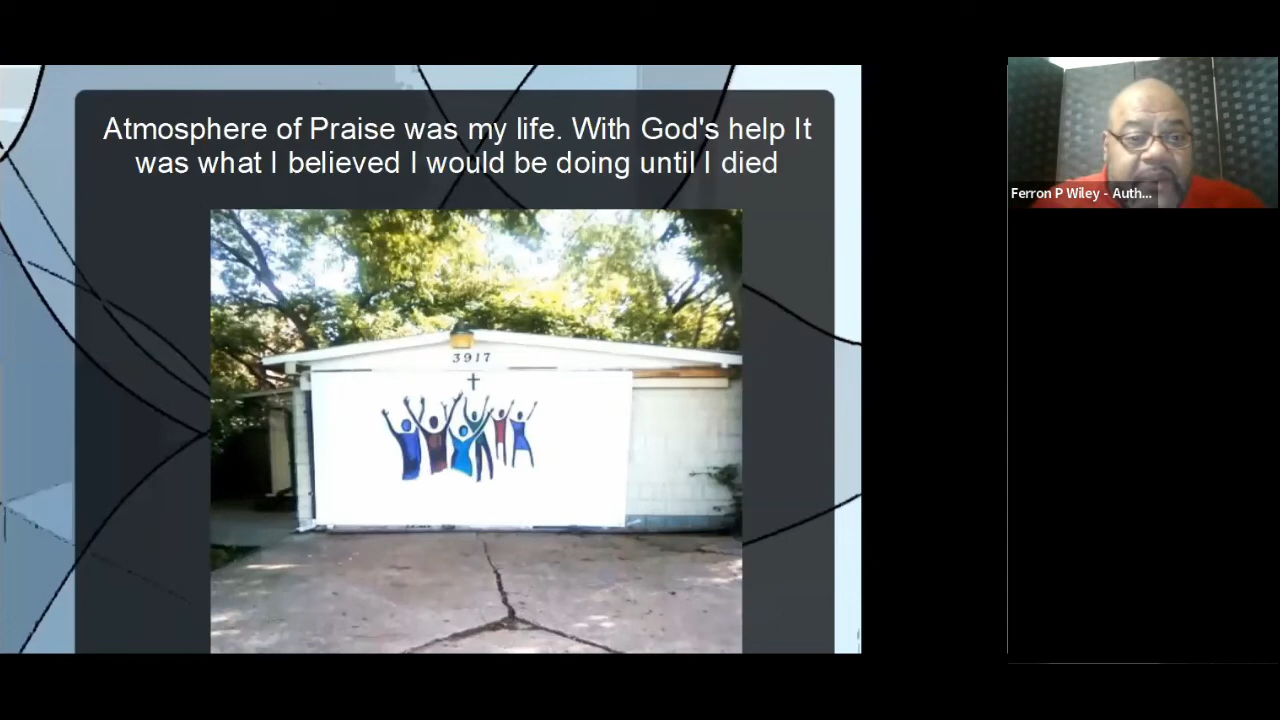 Atmosphere of Praise was my life. With God's help It
was what I believed I would be doing until I died
3917
Ferron P Wiley - Auth...